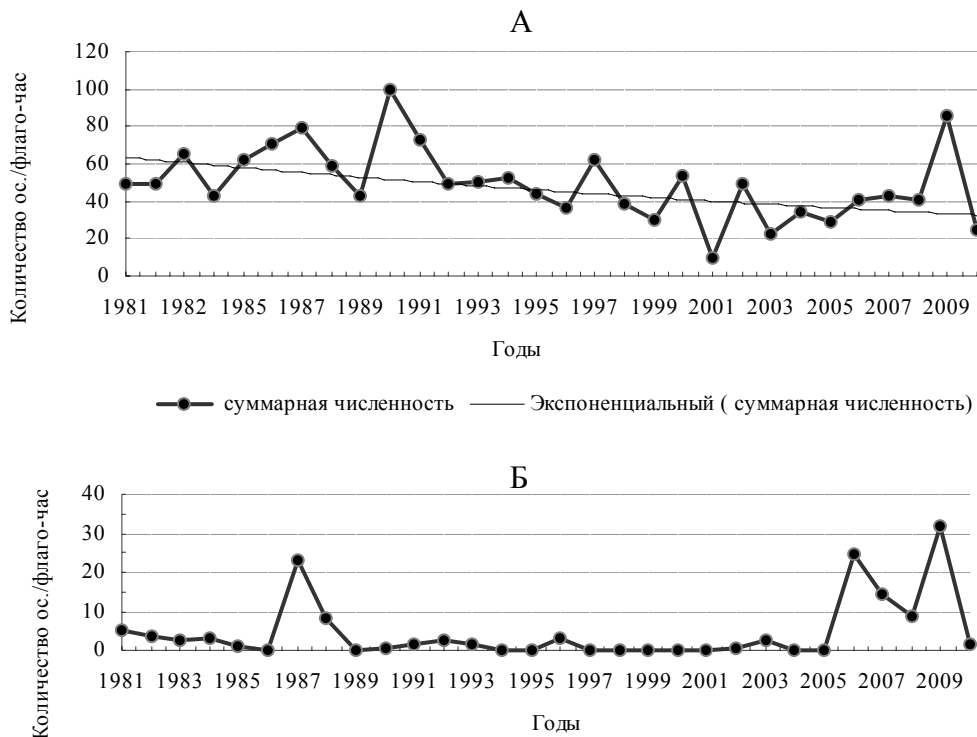 А
Количество ос./флаго-час
120
100
80
60
40
20
0
1981 1982 1985 1987 1989 1991 1993 1995 1997 1999 2001 2003 2005 2007 2009
Годы
суммарная численность Экспоненциальный ( суммарная численность)
Б
Количество ос./флаго-час
40
30
20
10
0
1981 1983 1985 1987 1989 1991 1993 1995 1997 1999 2001 2003 2005 2007 2009
Годы